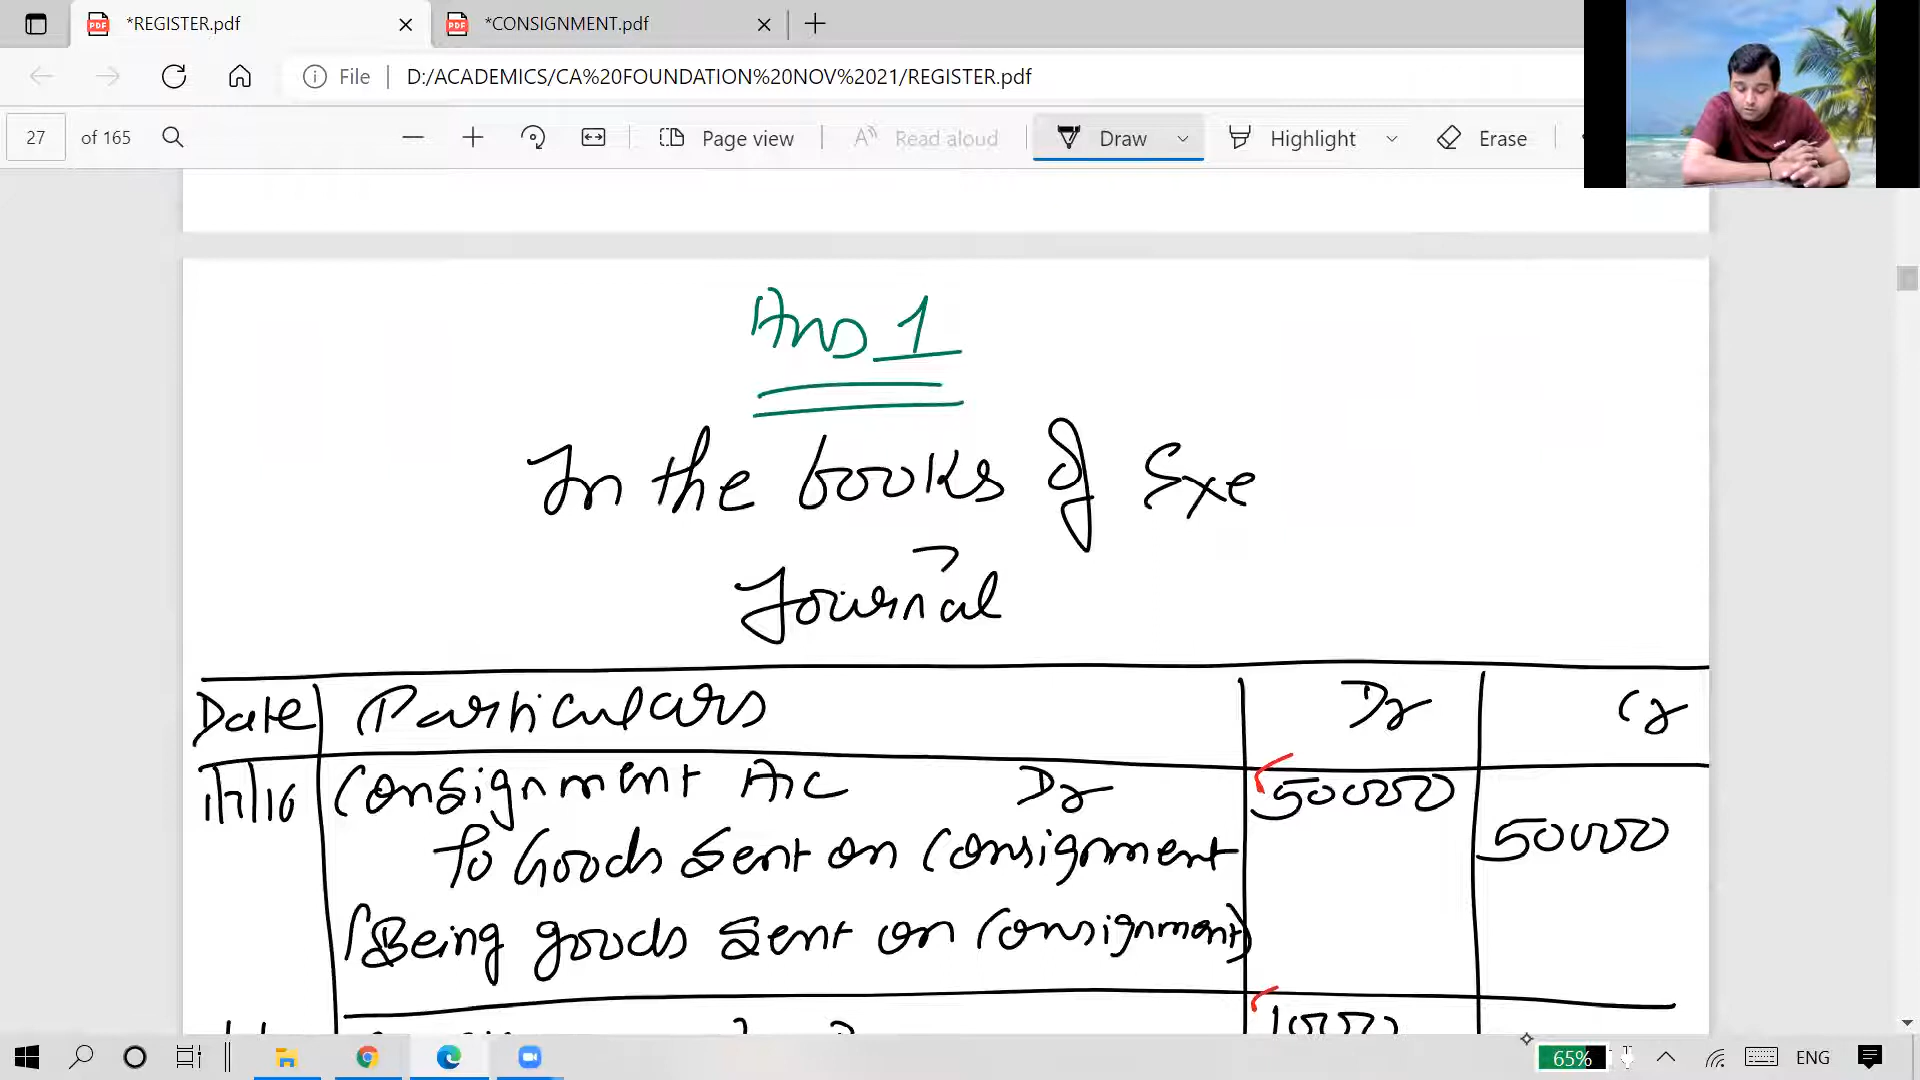 *REGISTER.pdf
*CONSIGNMENT.pdf
File
D:/ACADEMICS/CA%20FOUNDATION%20NOV%2021/REGISTER.pdf
27 of 165
Page view
Read aloud
Draw
Highlight
Erase
Ans 1
In the books of Exe
Journal
Date Particulars Dr Cr
1/7/16 Consignment A/c Dr 50000
To Goods sent on Consignment 50000
(Being goods sent on Consignment)
10000
65%
ENG